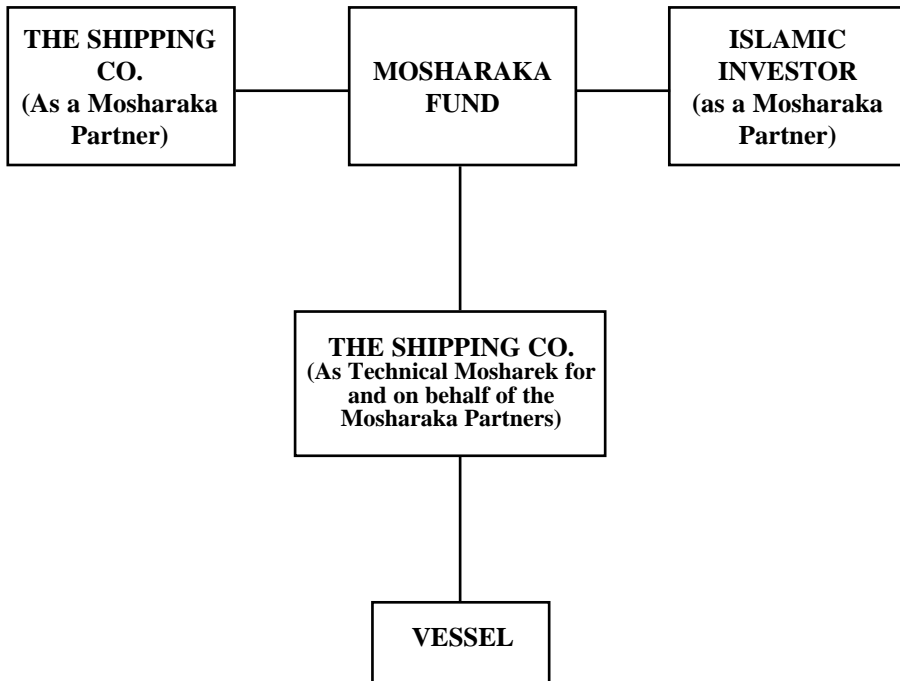 THE SHIPPING
CO.
(As a Mosharaka
Partner)
MOSHARAKA
FUND
ISLAMIC
INVESTOR
(as a Mosharaka
Partner)
THE SHIPPING CO.
(As Technical Mosharek for
and on behalf of the
Mosharaka Partners)
VESSEL